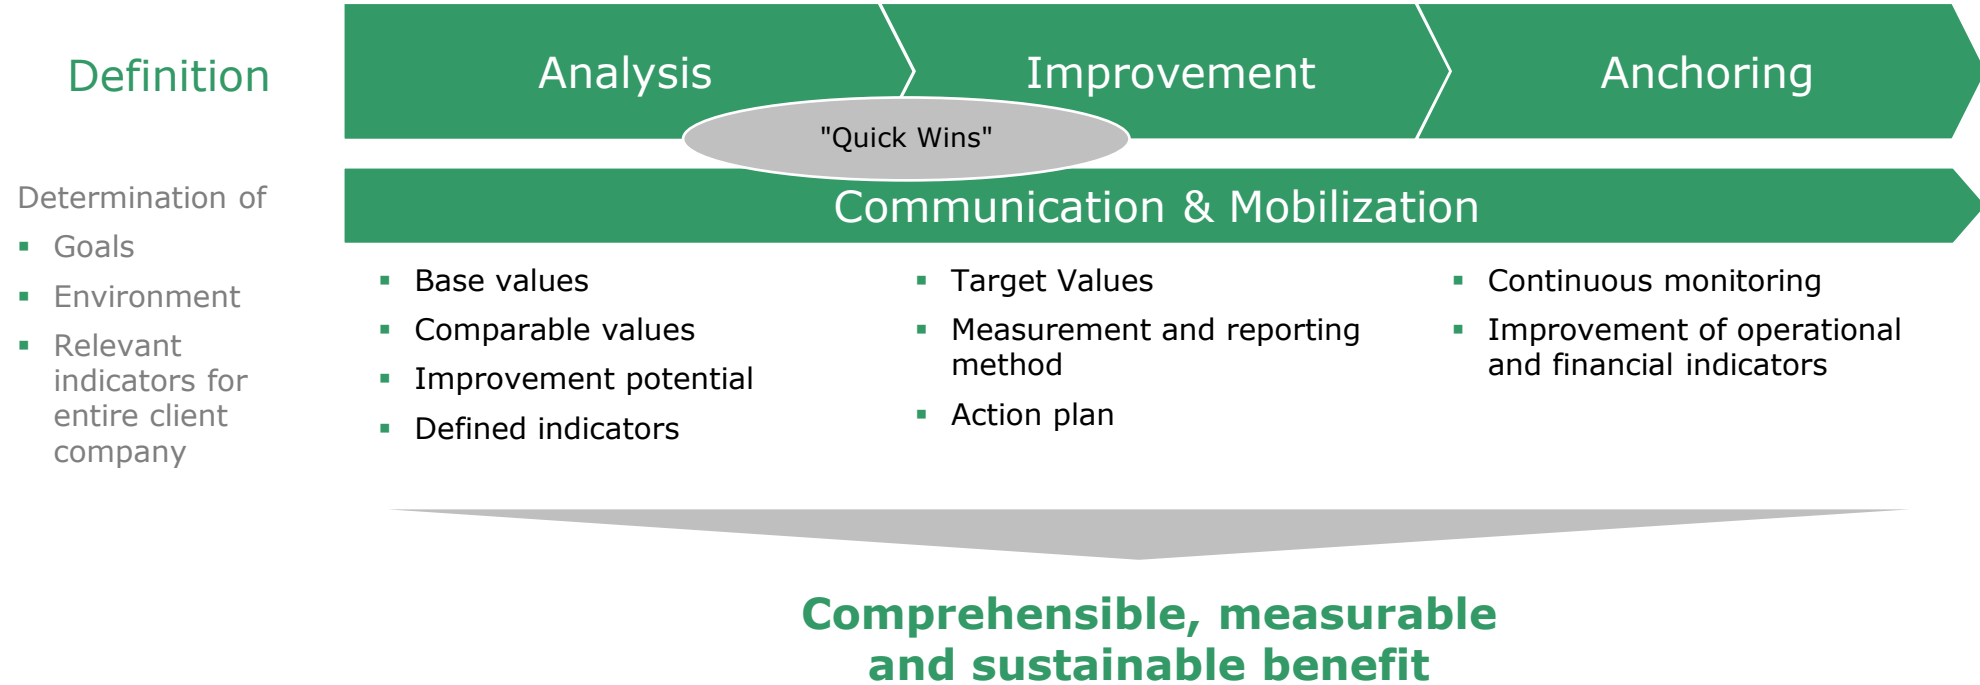 Definition
Analysis
Improvement
Anchoring
"Quick Wins"
Communication & Mobilization
Determination of
▪ Goals
▪ Environment
▪ Relevant
indicators for
entire client
company
▪ Base values
▪ Comparable values
▪ Improvement potential
▪ Defined indicators
▪ Target Values
▪ Measurement and reporting
method
▪ Action plan
▪ Continuous monitoring
▪ Improvement of operational
and financial indicators
Comprehensible, measurable
and sustainable benefit